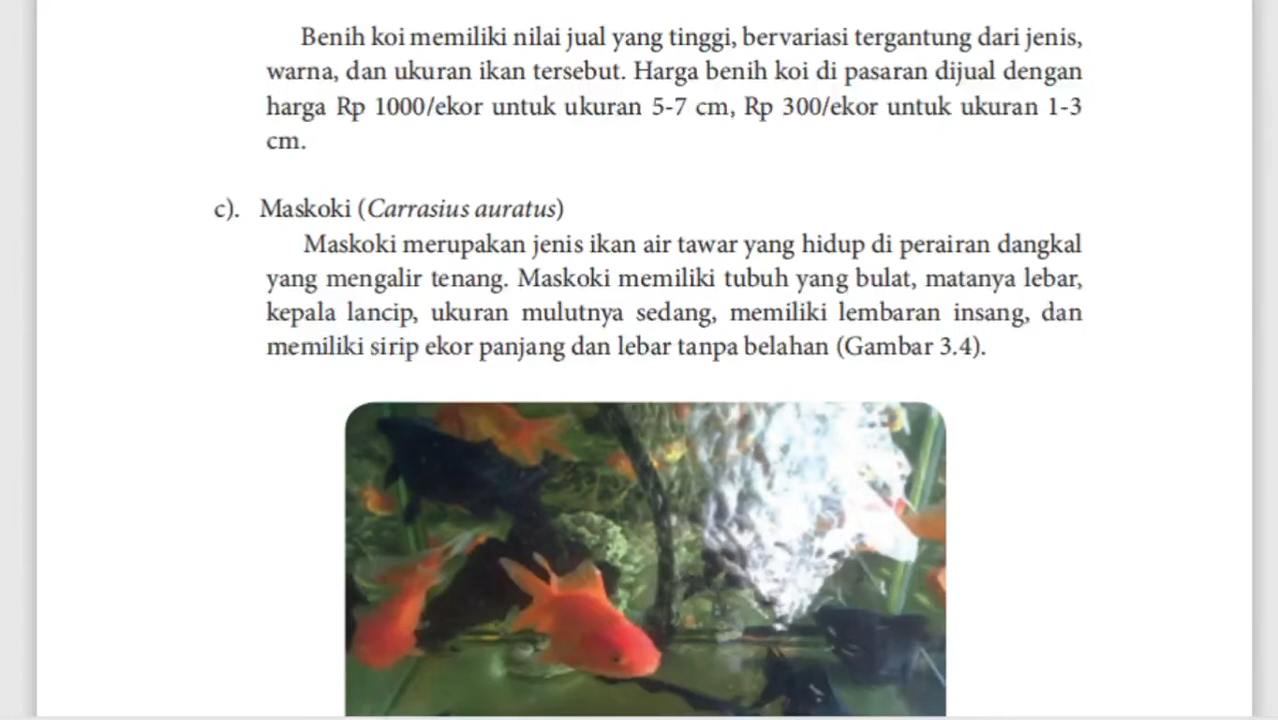 Benih koi memiliki nilai jual yang tinggi, bervariasi tergantung dari jenis,
warna, dan ukuran ikan tersebut. Harga benih koi di pasaran dijual dengan
harga Rp 1000/ekor untuk ukuran 5-7 cm, Rp 300/ekor untuk ukuran 1-3
cm.
c). Maskoki (Carrasius auratus)
Maskoki merupakan jenis ikan air tawar yang hidup di perairan dangkal
yang mengalir tenang. Maskoki memiliki tubuh yang bulat, matanya lebar,
kepala lancip, ukuran mulutnya sedang, memiliki lembaran insang, dan
memiliki sirip ekor panjang dan lebar tanpa belahan (Gambar 3.4).